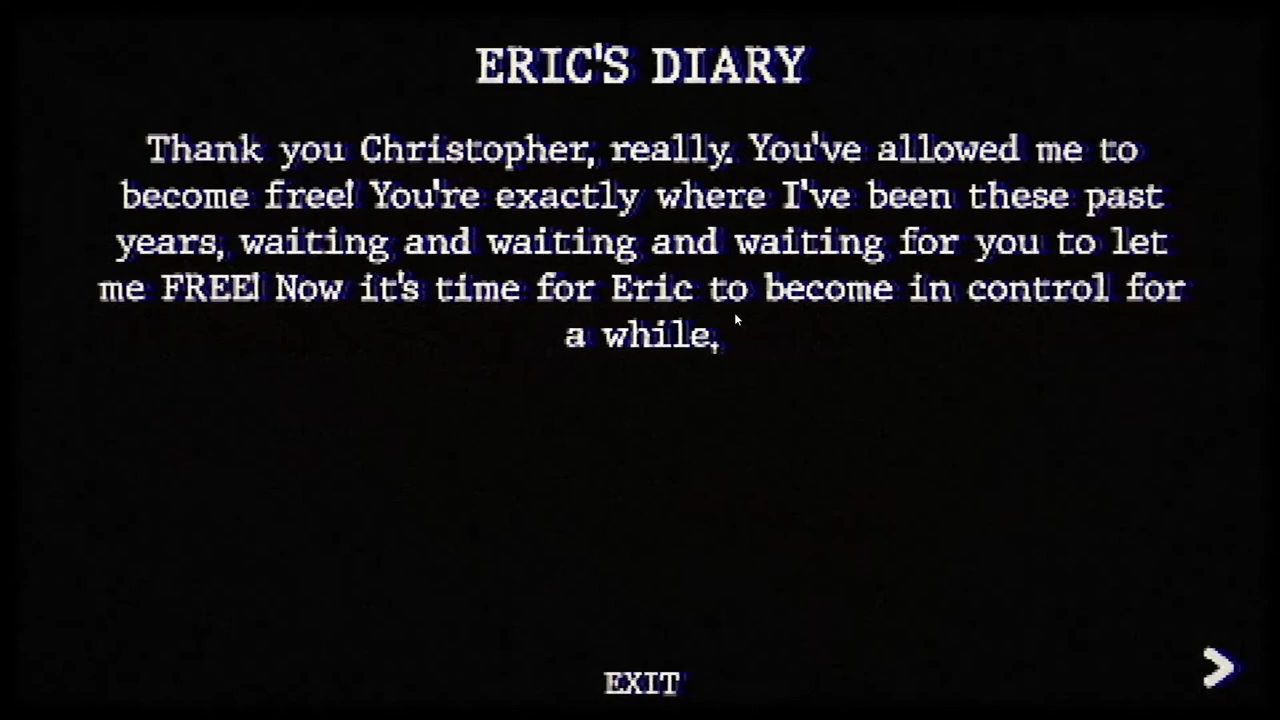 ERIC'S DIARY
Thank you Christopher, really. You've allowed me to
become free! You're exactly where I've been these past
years, waiting and waiting and waiting for you to let
me FREE! Now it's time for Eric to become in control for
a while.
EXIT
>